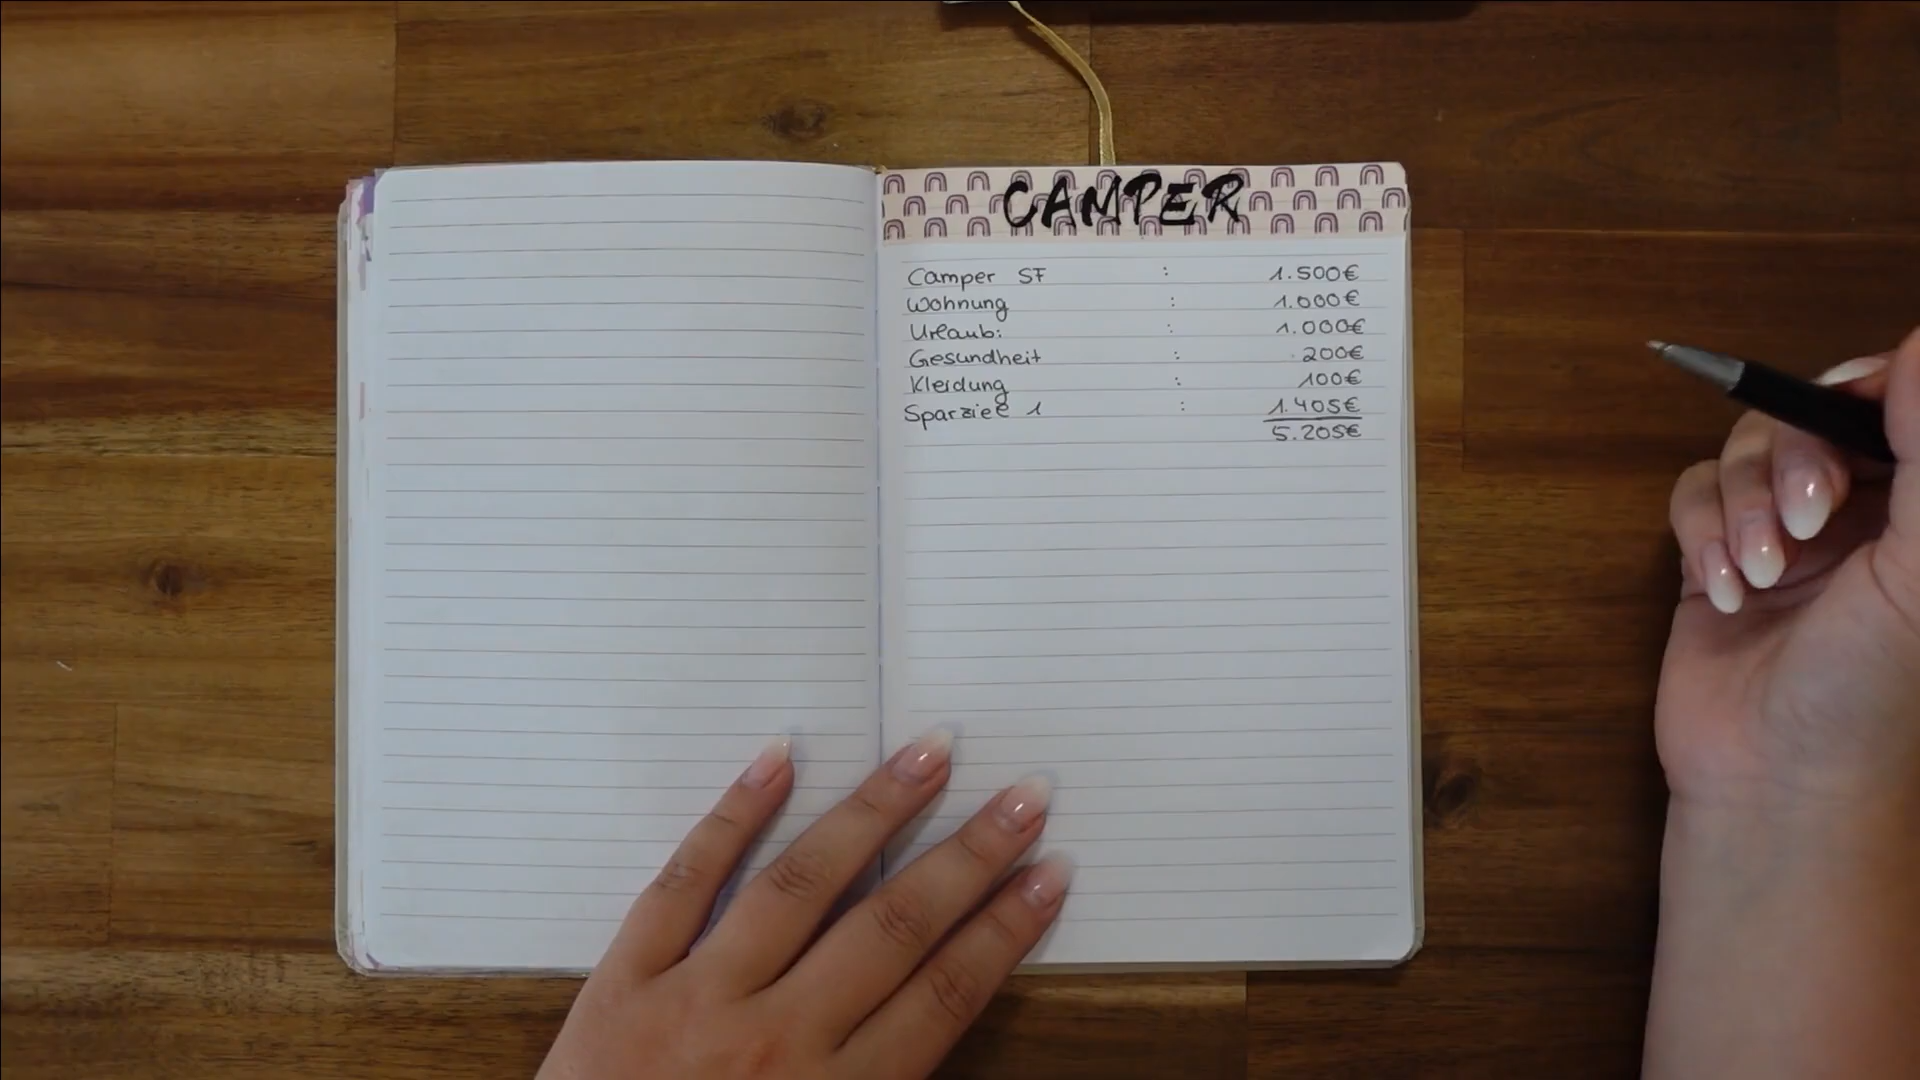 CAMPER
Camper SF : 1.500€
Wohnung : 1.000€
Urlaub: : 1.000€
Gesundheit : 200€
Kleidung : 100€
Sparziel 1 : 1.405€
5.205€